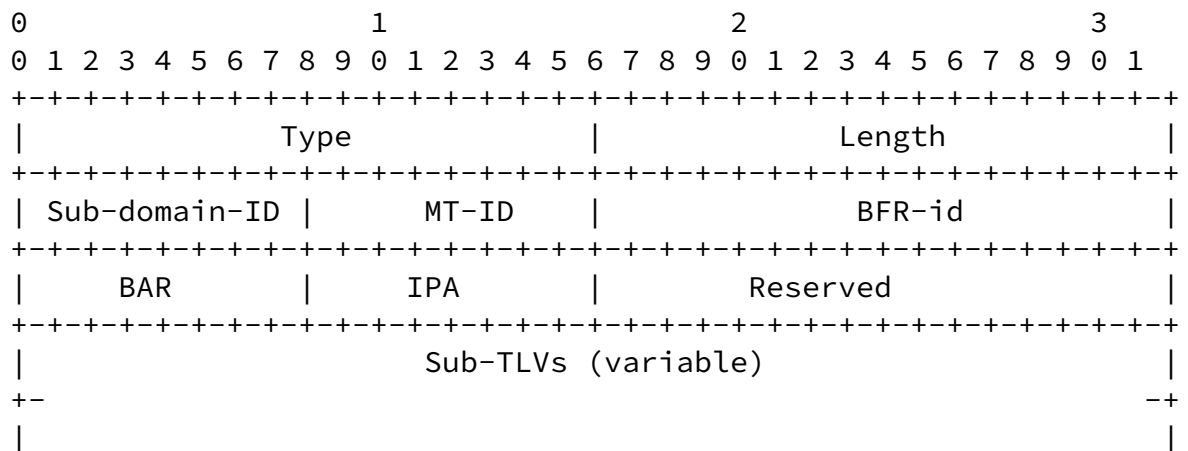 0                   1                   2                   3
0 1 2 3 4 5 6 7 8 9 0 1 2 3 4 5 6 7 8 9 0 1 2 3 4 5 6 7 8 9 0 1
+-+-+-+-+-+-+-+-+-+-+-+-+-+-+-+-+-+-+-+-+-+-+-+-+-+-+-+-+-+-+-+-+
|              Type             |             Length            |
+-+-+-+-+-+-+-+-+-+-+-+-+-+-+-+-+-+-+-+-+-+-+-+-+-+-+-+-+-+-+-+-+
| Sub-domain-ID |      MT-ID    |              BFR-id           |
+-+-+-+-+-+-+-+-+-+-+-+-+-+-+-+-+-+-+-+-+-+-+-+-+-+-+-+-+-+-+-+-+
|     BAR       |     IPA       |        Reserved               |
+-+-+-+-+-+-+-+-+-+-+-+-+-+-+-+-+-+-+-+-+-+-+-+-+-+-+-+-+-+-+-+-+
|                      Sub-TLVs (variable)                      |
+-                                                             -+
|                                                               |